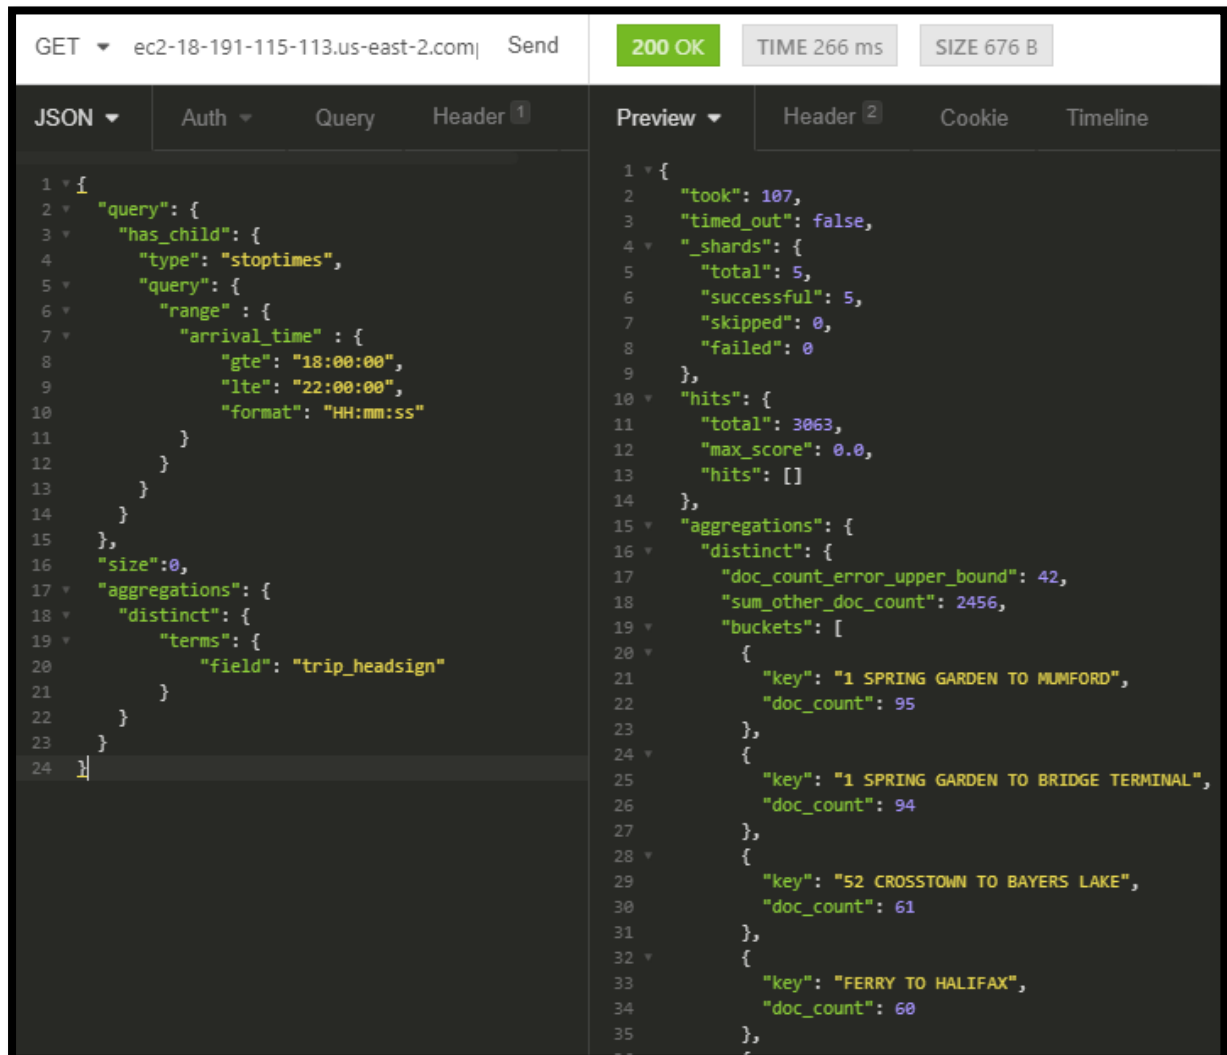 GET ec2-18-191-115-113.us-east-2.com Send
200 OK TIME 266 ms SIZE 676 B
JSON Auth Query Header 1
Preview Header 2 Cookie Timeline
1 {
2 "query": {
3 "has_child": {
4 "type": "stoptimes",
5 "query": {
6 "range" : {
7 "arrival_time" : {
8 "gte": "18:00:00",
9 "lte": "22:00:00",
10 "format": "HH:mm:ss"
11 }
12 }
13 }
14 }
15 },
16 "size":0,
17 "aggregations": {
18 "distinct": {
19 "terms": {
20 "field": "trip_headsign"
21 }
22 }
23 }
24 }
1 {
2 "took": 107,
3 "timed_out": false,
4 "_shards": {
5 "total": 5,
6 "successful": 5,
7 "skipped": 0,
8 "failed": 0
9 },
10 "hits": {
11 "total": 3063,
12 "max_score": 0.0,
13 "hits": []
14 },
15 "aggregations": {
16 "distinct": {
17 "doc_count_error_upper_bound": 42,
18 "sum_other_doc_count": 2456,
19 "buckets": [
20 {
21 "key": "1 SPRING GARDEN TO MUMFORD",
22 "doc_count": 95
23 },
24 {
25 "key": "1 SPRING GARDEN TO BRIDGE TERMINAL",
26 "doc_count": 94
27 },
28 {
29 "key": "52 CROSSTOWN TO BAYERS LAKE",
30 "doc_count": 61
31 },
32 {
33 "key": "FERRY TO HALIFAX",
34 "doc_count": 60
35 },